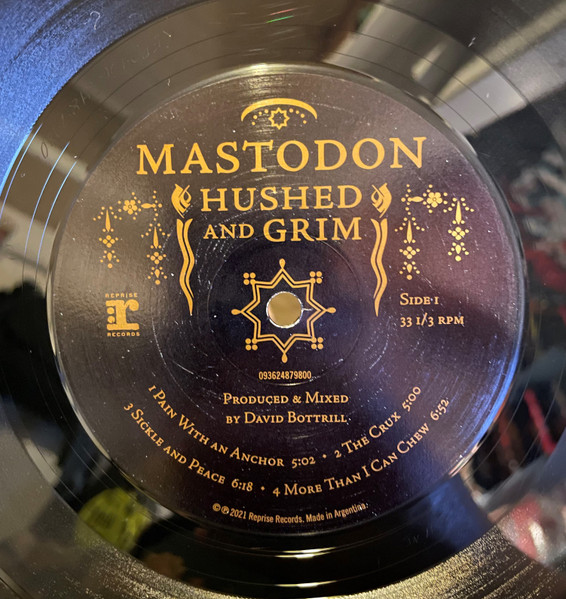 MASTODON
HUSHED
AND GRIM
REPRISE
r
RECORDS
SIDE 1
33 1/3 RPM
093624879800
PRODUCED & MIXED
BY DAVID BOTTRILL
1 PAIN WITH AN ANCHOR 5:02 • 2 THE CRUX 5:00
3 SICKLE AND PEACE 6:18 • 4 MORE THAN I CAN CHEW 6:52
©℗ 2021 Reprise Records. Made in Argentina.